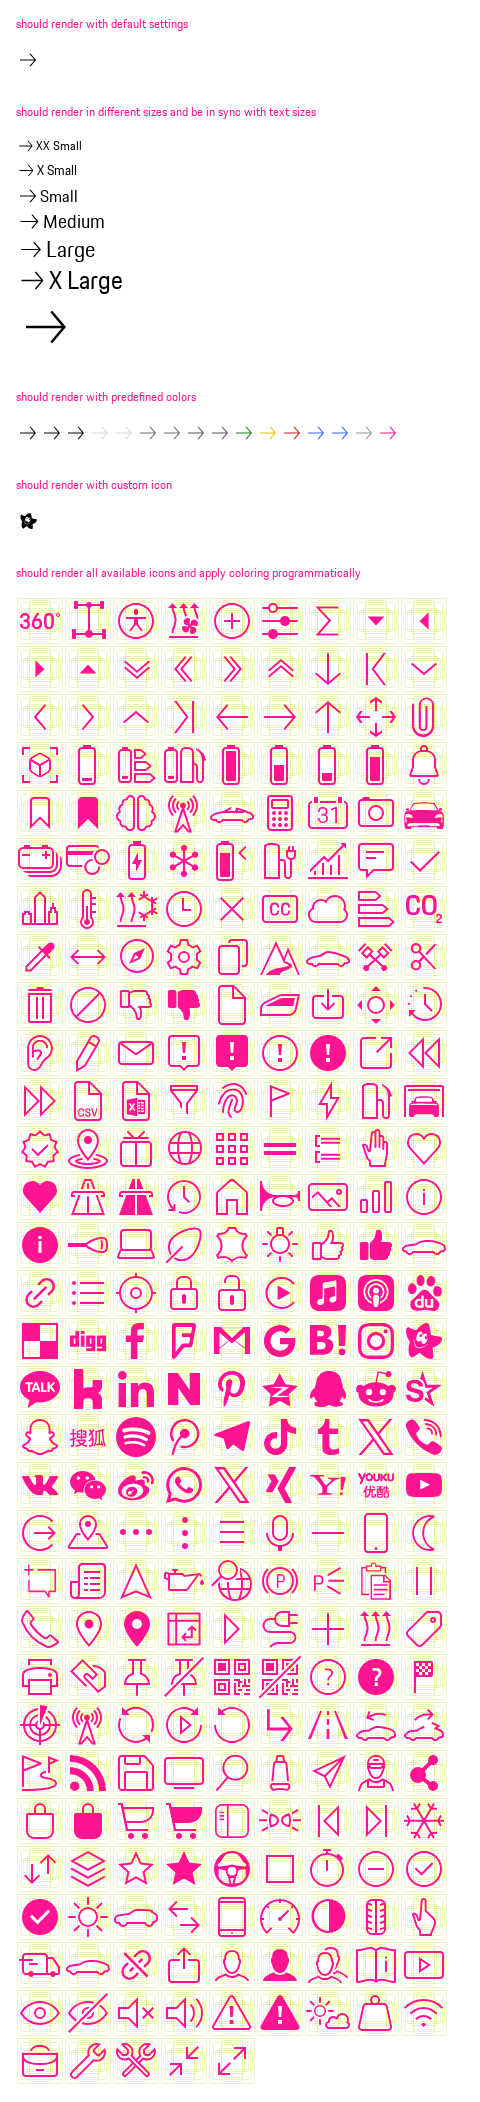 should render with default settings
should render in different sizes and be in sync with text sizes
XX Small
X Small
Small
Medium
Large
X Large
should render with predefined colors
should render with custom icon
should render all available icons and apply coloring programmatically
360°
31
CC
CO2
CSV
X
du
digg
B!
TALK
in
搜狐
Y!
YOUKU
优酷
P
P
?
?